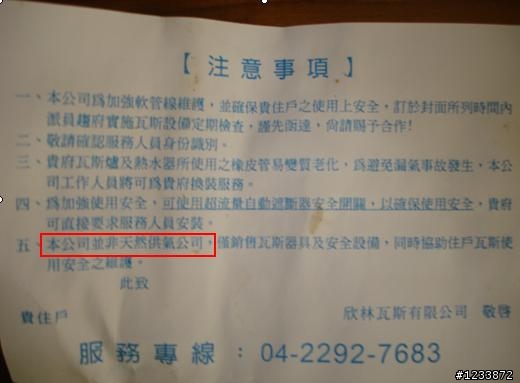 【注意事項】
一、本公司為加強軟管線維護，並確保貴住戶之使用上安全，訂於封面所列時間內
派員趨府實施瓦斯設備定期檢查，謹先函達，尚請賜予合作!
二、敬請確認服務人員身份識別。
三、貴府瓦斯爐及熱水器所使用之橡皮管易變質老化，為避免漏氣事故發生，本公
司工作人員將可為貴府換裝服務。
四、為加強使用安全，可使用超流量自動遮斷器安全開關，以確保使用安全，貴府
可直接要求服務人員安裝。
五、本公司並非天然供氣公司，僅銷售瓦斯器具及安全設備，同時協助住戶瓦斯使
用安全之維護。
此致
貴住戶
欣林瓦斯有限公司 敬啓
服務專線：04-2292-7683
#1233872